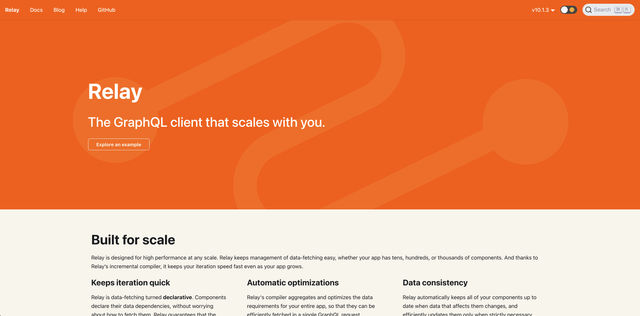 Relay Docs Blog Help GitHub v10.1.3 Search ⌘ K
Relay
The GraphQL client that scales with you.
Explore an example
Built for scale
Relay is designed for high performance at any scale. Relay keeps management of data-fetching easy, whether your app has tens, hundreds, or thousands of components. And thanks to
Relay's incremental compiler, it keeps your iteration speed fast even as your app grows.
Keeps iteration quick
Relay is data-fetching turned declarative. Components
declare their data dependencies, without worrying
about how to fetch them. Relay guarantees that the
Automatic optimizations
Relay's compiler aggregates and optimizes the data
requirements for your entire app, so that they can be
efficiently fetched in a single GraphQL request.
Data consistency
Relay automatically keeps all of your components up to
date when data that affects them changes, and
efficiently updates them only when strictly necessary.